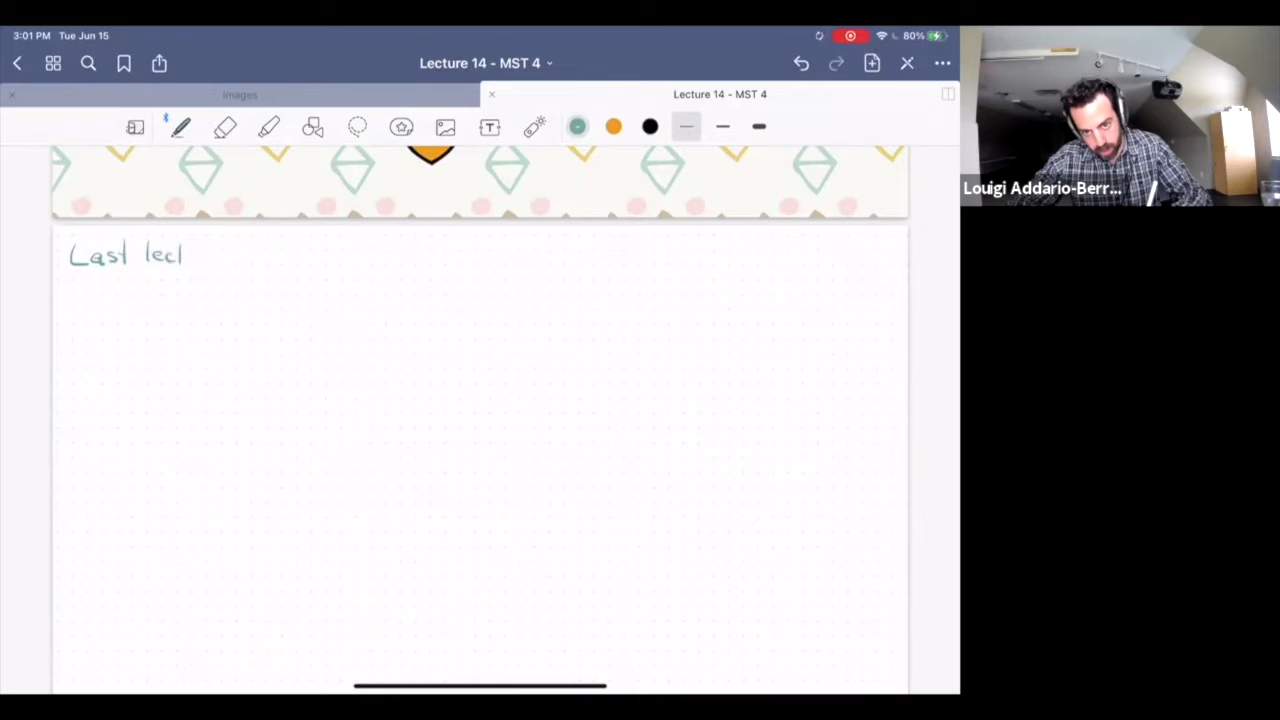 3:01 PM Tue Jun 15
80%
Lecture 14 - MST 4
images
Lecture 14 - MST 4
Louigi Addario-Berr...
Last lect